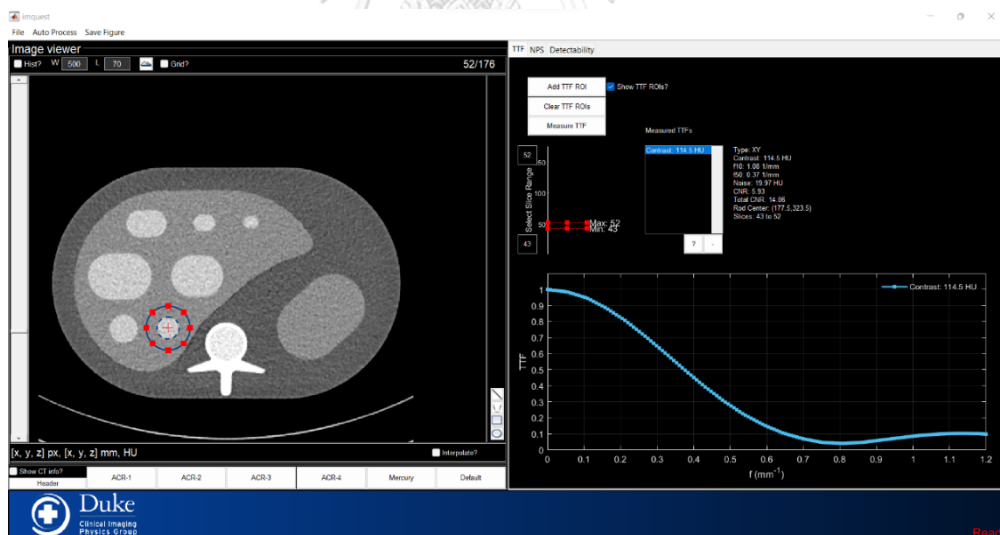 imquest
File Auto Process Save Figure
Image viewer
Hist? W 500 L 70 Grid? 52/176
[x, y, z] px, [x, y, z] mm, HU
Interpolate?
Show CT info?
Header
ACR-1 ACR-2 ACR-3 ACR-4 Mercury Default
TTF NPS Detectability
Add TTF ROI
Show TTF ROIs?
Clear TTF ROIs
Measure TTF
Measured TTFs
Contrast: 114.5 HU
? -
Type: XY
Contrast: 114.5 HU
f10: 1.08 1/mm
f50: 0.37 1/mm
Noise: 19.97 HU
CNR: 5.93
Total CNR: 14.06
Rod Center: (177.5,323.5)
Slices: 43 to 52
52
150
100
50
43
Select Slice Range
Max: 52
Min: 43
Contrast: 114.5 HU
TTF
1
0.9
0.8
0.7
0.6
0.5
0.4
0.3
0.2
0.1
0 0.1 0.2 0.3 0.4 0.5 0.6 0.7 0.8 0.9 1 1.1 1.2
f (mm⁻¹)
Duke
Clinical Imaging
Physics Group